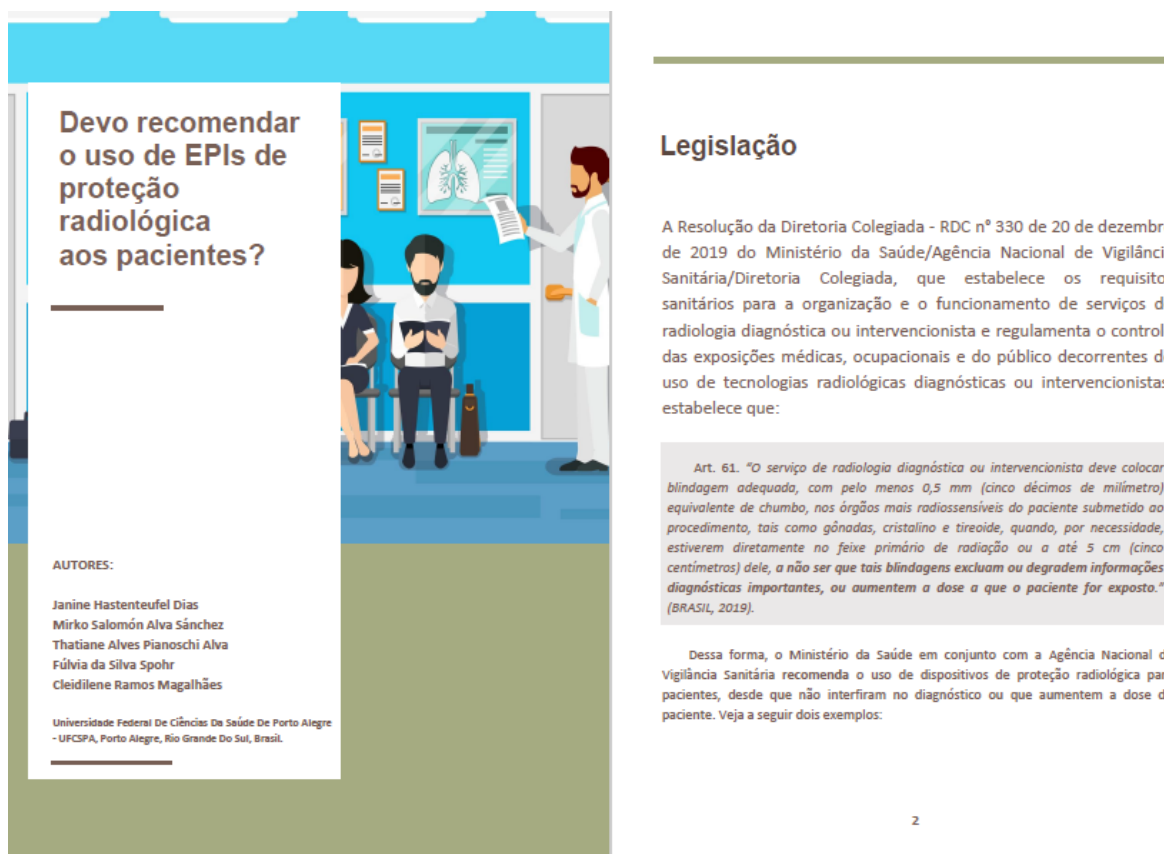 Devo recomendar
o uso de EPIs de
proteção
radiológica
aos pacientes?
AUTORES:
Janine Hastenteufel Dias
Mirko Salomón Alva Sánchez
Thatiane Alves Pianoschi Alva
Fúlvia da Silva Spohr
Cleidilene Ramos Magalhães
Universidade Federal De Ciências Da Saúde De Porto Alegre
- UFCSPA, Porto Alegre, Rio Grande Do Sul, Brasil.
Legislação
A Resolução da Diretoria Colegiada - RDC nº 330 de 20 de dezembr
de 2019 do Ministério da Saúde/Agência Nacional de Vigilânci
Sanitária/Diretoria Colegiada, que estabelece os requisito
sanitários para a organização e o funcionamento de serviços d
radiologia diagnóstica ou intervencionista e regulamenta o control
das exposições médicas, ocupacionais e do público decorrentes d
uso de tecnologias radiológicas diagnósticas ou intervencionistas
estabelece que:
Art. 61. "O serviço de radiologia diagnóstica ou intervencionista deve colocar
blindagem adequada, com pelo menos 0,5 mm (cinco décimos de milímetro)
equivalente de chumbo, nos órgãos mais radiossensíveis do paciente submetido ao
procedimento, tais como gônadas, cristalino e tireoide, quando, por necessidade,
estiverem diretamente no feixe primário de radiação ou a até 5 cm (cinco
centímetros) dele, a não ser que tais blindagens excluam ou degradem informações
diagnósticas importantes, ou aumentem a dose a que o paciente for exposto."
(BRASIL, 2019).
Dessa forma, o Ministério da Saúde em conjunto com a Agência Nacional d
Vigilância Sanitária recomenda o uso de dispositivos de proteção radiológica par
pacientes, desde que não interfiram no diagnóstico ou que aumentem a dose d
paciente. Veja a seguir dois exemplos:
2